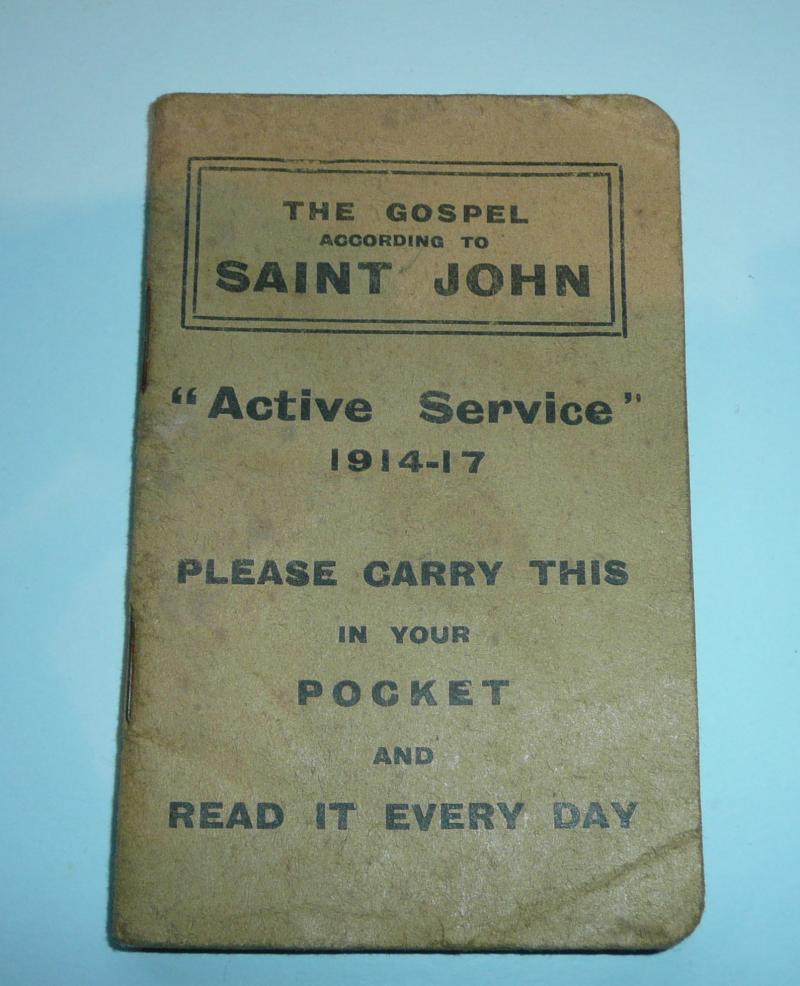 THE GOSPEL
ACCORDING TO
SAINT JOHN
"Active Service"
1914-17
PLEASE CARRY THIS
IN YOUR
POCKET
AND
READ IT EVERY DAY